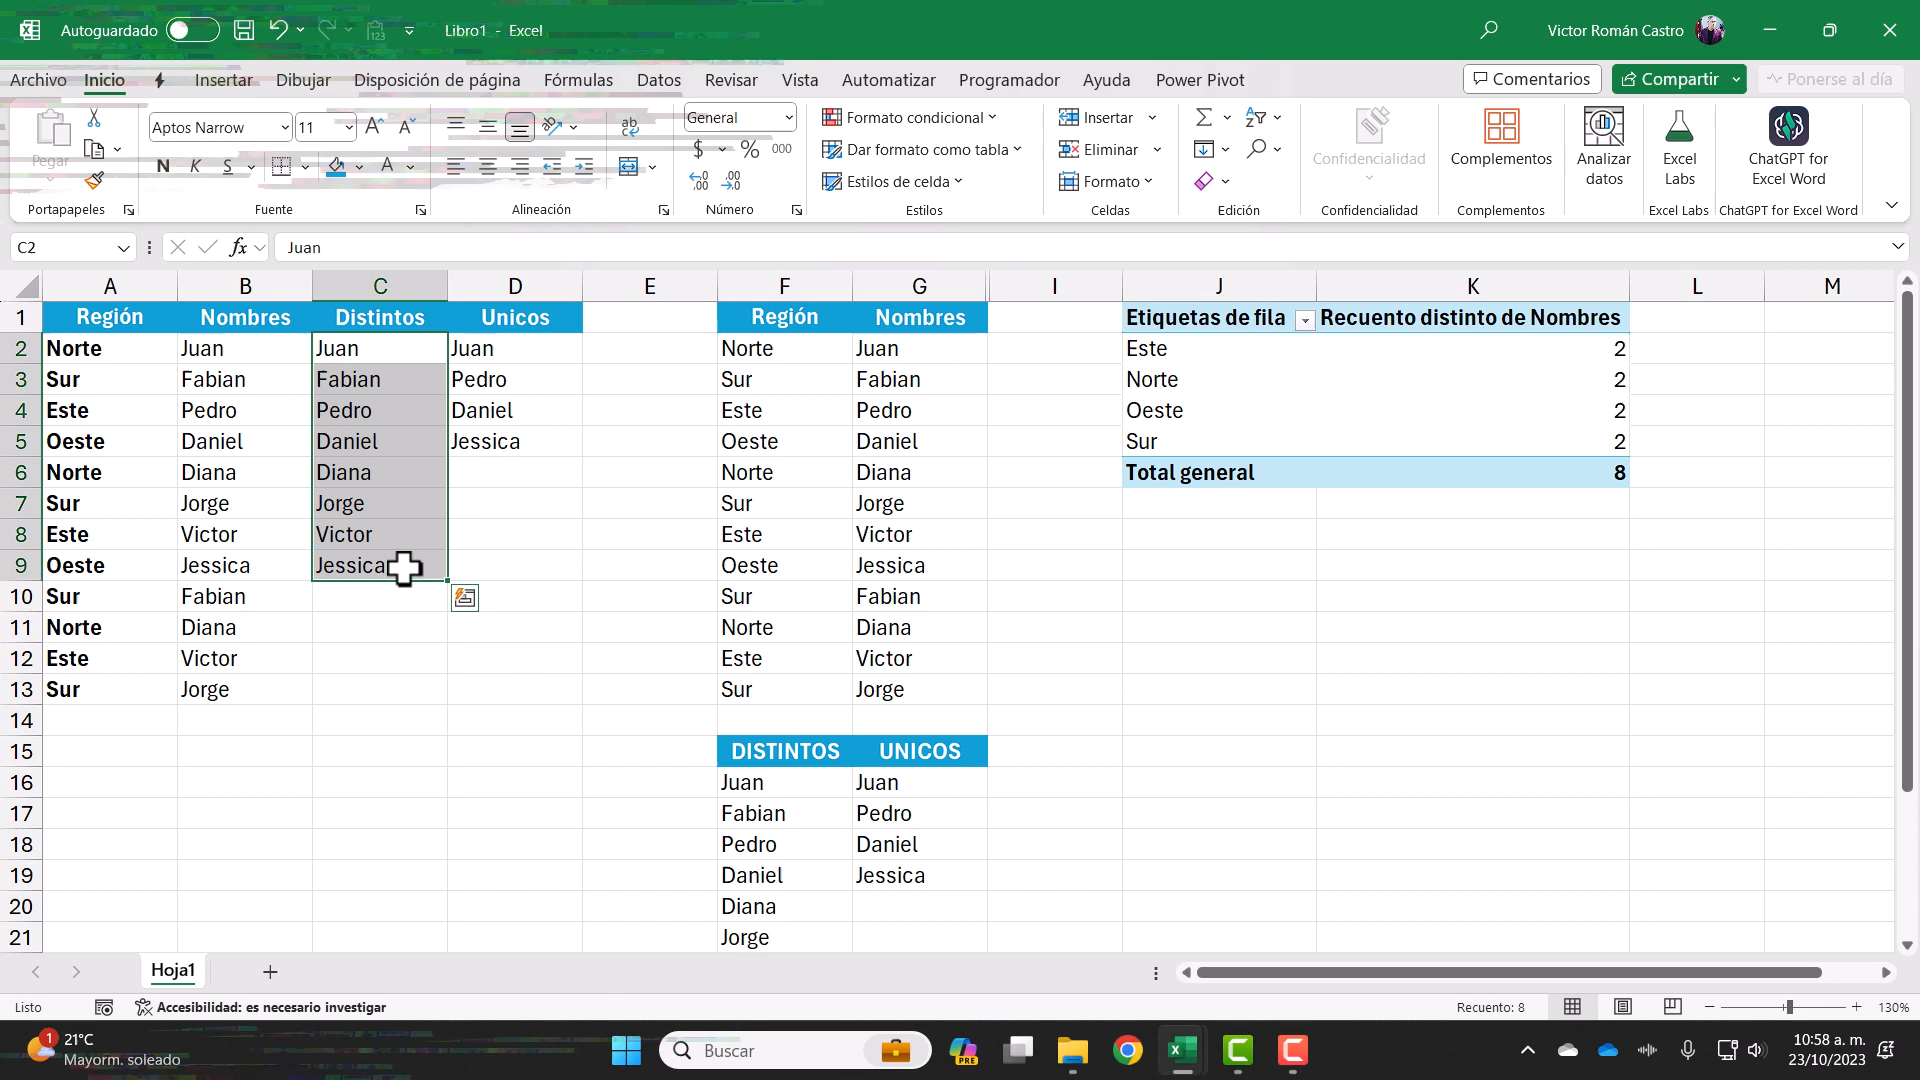 Autoguardado Libro1 - Excel Victor Román Castro
Archivo Inicio Insertar Dibujar Disposición de página Fórmulas Datos Revisar Vista Automatizar Programador Ayuda Power Pivot Comentarios Compartir Ponerse al día
Pegar
Aptos Narrow 11
N K S
General
$ % 000
Formato condicional
Dar formato como tabla
Estilos de celda
Insertar
Eliminar
Formato
Confidencialidad
Complementos
Analizar datos
Excel Labs
ChatGPT for Excel Word
Portapapeles Fuente Alineación Número Estilos Celdas Edición Confidencialidad Complementos Excel Labs ChatGPT for Excel Word
C2 fx Juan
A B C D E F G I J K L M
1 Región Nombres Distintos Unicos Región Nombres Etiquetas de fila Recuento distinto de Nombres
2 Norte Juan Juan Juan Norte Juan Este 2
3 Sur Fabian Fabian Pedro Sur Fabian Norte 2
4 Este Pedro Pedro Daniel Este Pedro Oeste 2
5 Oeste Daniel Daniel Jessica Oeste Daniel Sur 2
6 Norte Diana Diana Norte Diana Total general 8
7 Sur Jorge Jorge Sur Jorge
8 Este Victor Victor Este Victor
9 Oeste Jessica Jessica Oeste Jessica
10 Sur Fabian Sur Fabian
11 Norte Diana Norte Diana
12 Este Victor Este Victor
13 Sur Jorge Sur Jorge
14
15 DISTINTOS UNICOS
16 Juan Juan
17 Fabian Pedro
18 Pedro Daniel
19 Daniel Jessica
20 Diana
21 Jorge
Hoja1
Listo Accesibilidad: es necesario investigar Recuento: 8 130%
1 21°C
Mayorm. soleado
Buscar
PRE
10:58 a. m.
23/10/2023